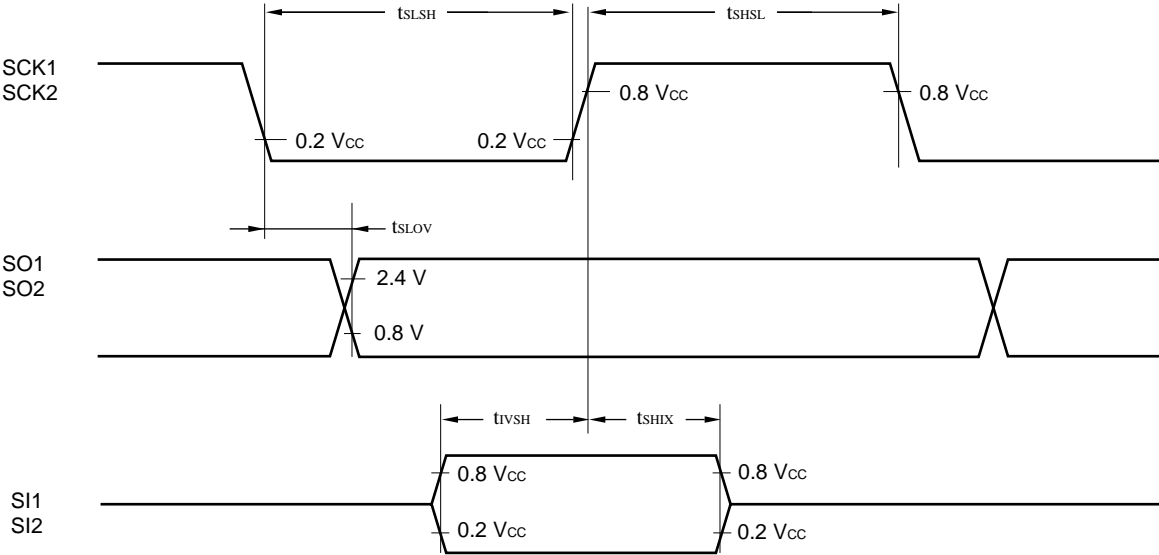 tSLSH
tSHSL
SCK1
SCK2
0.8 VCC
0.8 VCC
0.2 VCC
0.2 VCC
tSLOV
SO1
SO2
2.4 V
0.8 V
tIVSH
tSHIX
0.8 VCC
0.8 VCC
SI1
SI2
0.2 VCC
0.2 VCC